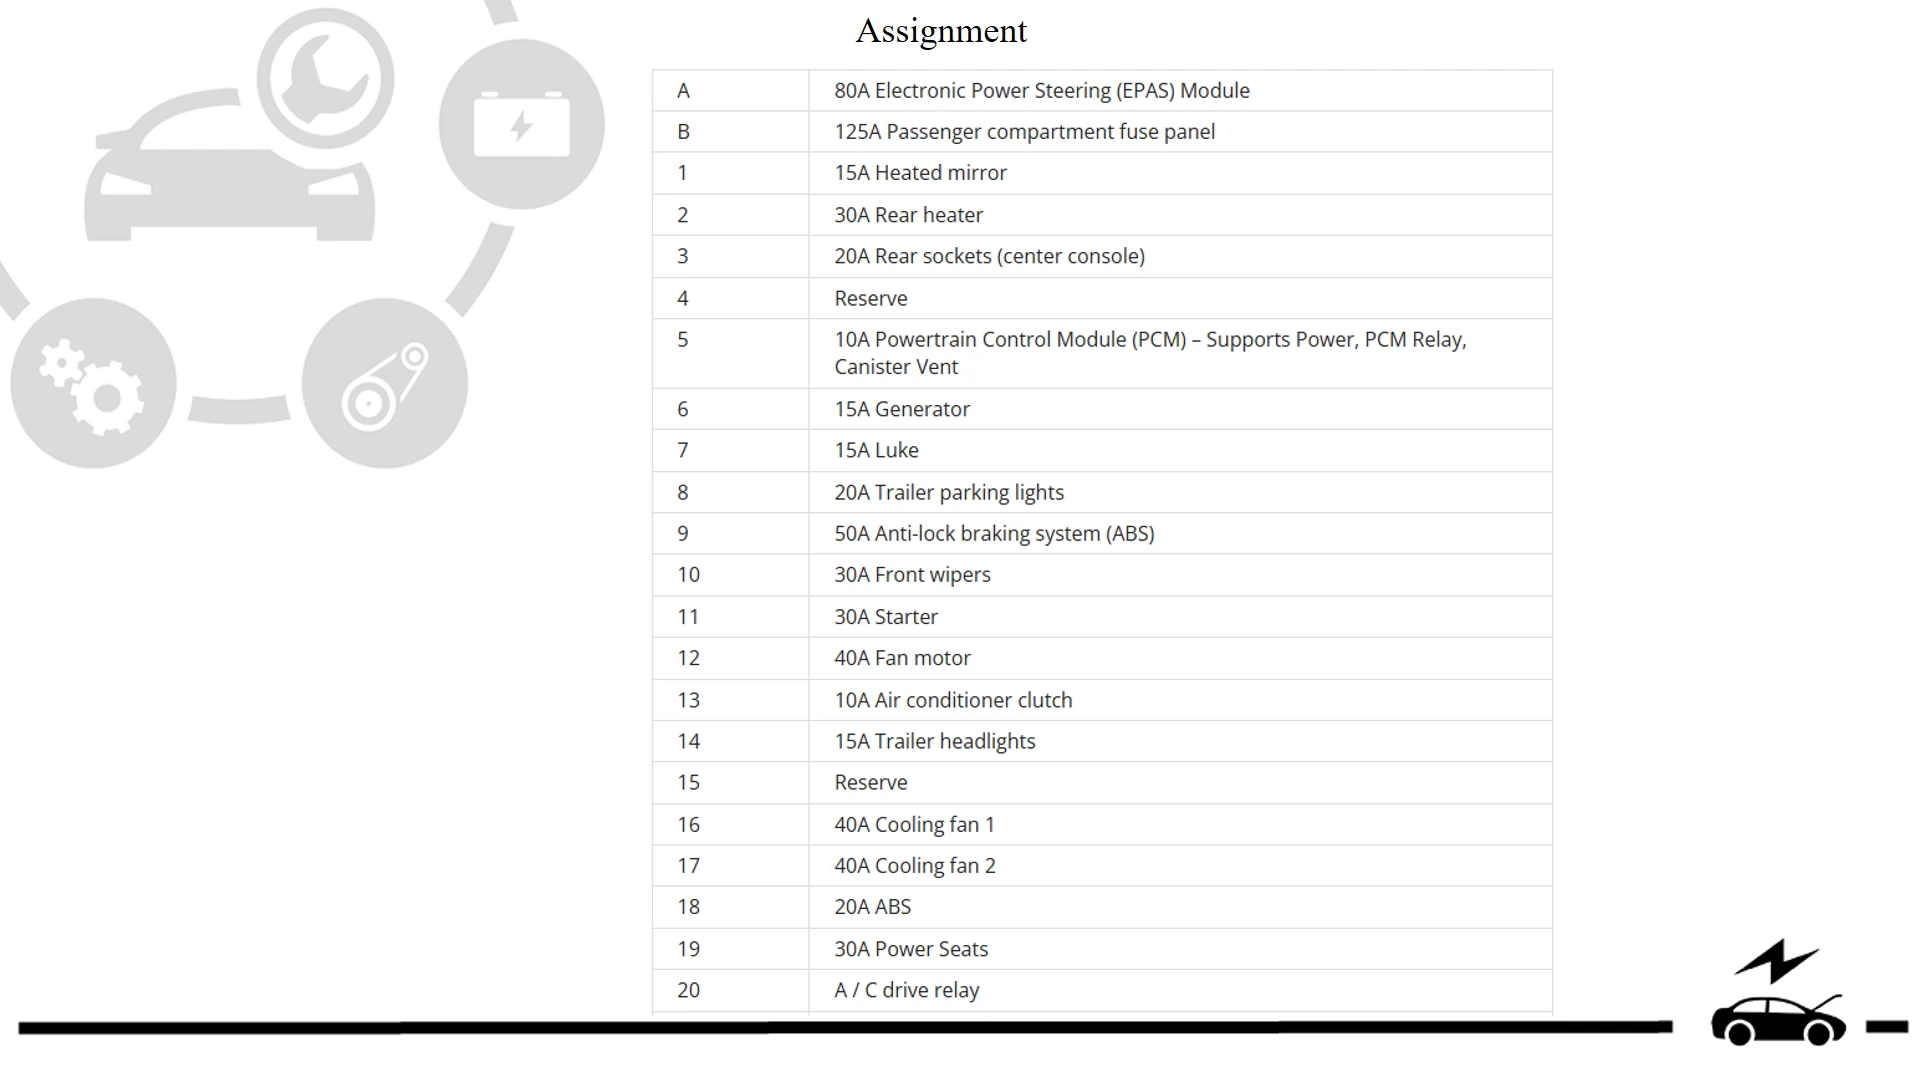 Assignment
A 80A Electronic Power Steering (EPAS) Module
B 125A Passenger compartment fuse panel
1 15A Heated mirror
2 30A Rear heater
3 20A Rear sockets (center console)
4 Reserve
5 10A Powertrain Control Module (PCM) – Supports Power, PCM Relay,
Canister Vent
6 15A Generator
7 15A Luke
8 20A Trailer parking lights
9 50A Anti-lock braking system (ABS)
10 30A Front wipers
11 30A Starter
12 40A Fan motor
13 10A Air conditioner clutch
14 15A Trailer headlights
15 Reserve
16 40A Cooling fan 1
17 40A Cooling fan 2
18 20A ABS
19 30A Power Seats
20 A / C drive relay